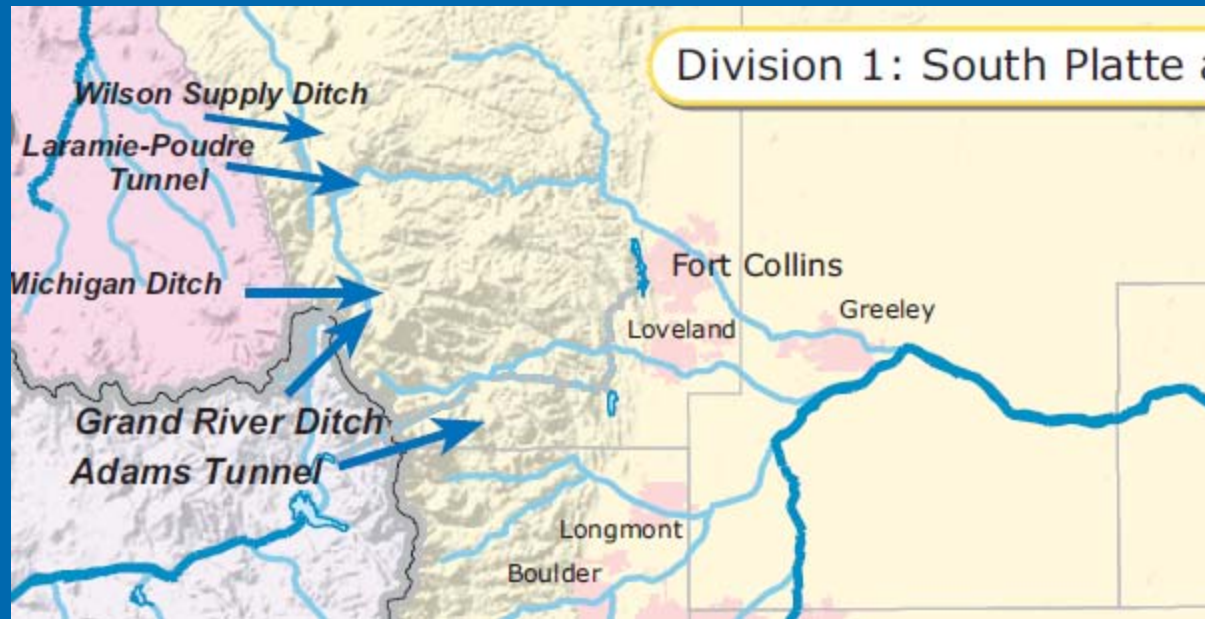 Division 1: South Platte a
Wilson Supply Ditch
Laramie-Poudre
Tunnel
Michigan Ditch
Fort Collins
Greeley
Loveland
Grand River Ditch
Adams Tunnel
Longmont
Boulder